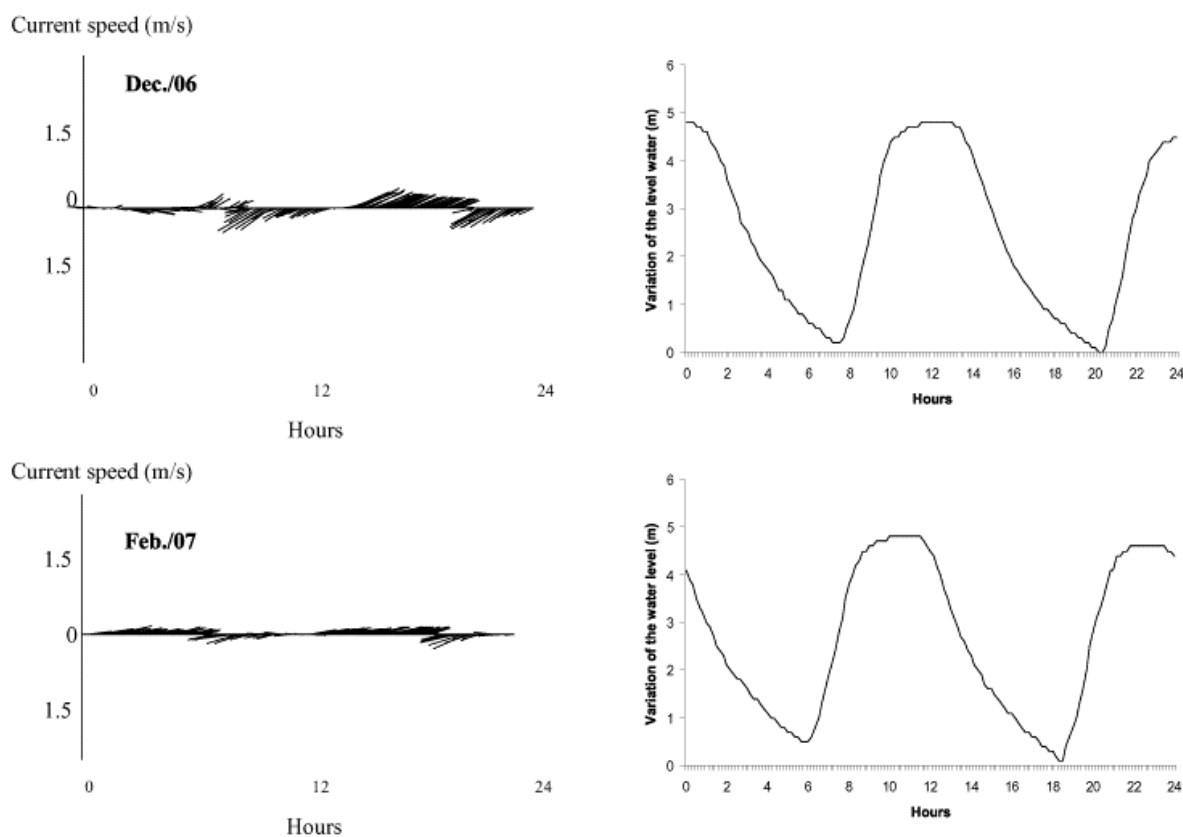 Current speed (m/s)
Dec./06
1.5
0
1.5
0 12 24
Hours
Variation of the level water (m)
6
5
4
3
2
1
0
0 2 4 6 8 10 12 14 16 18 20 22 24
Hours
Current speed (m/s)
Feb./07
1.5
0
1.5
0 12 24
Hours
Variation of the water level (m)
6
5
4
3
2
1
0
0 2 4 6 8 10 12 14 16 18 20 22 24
Hours